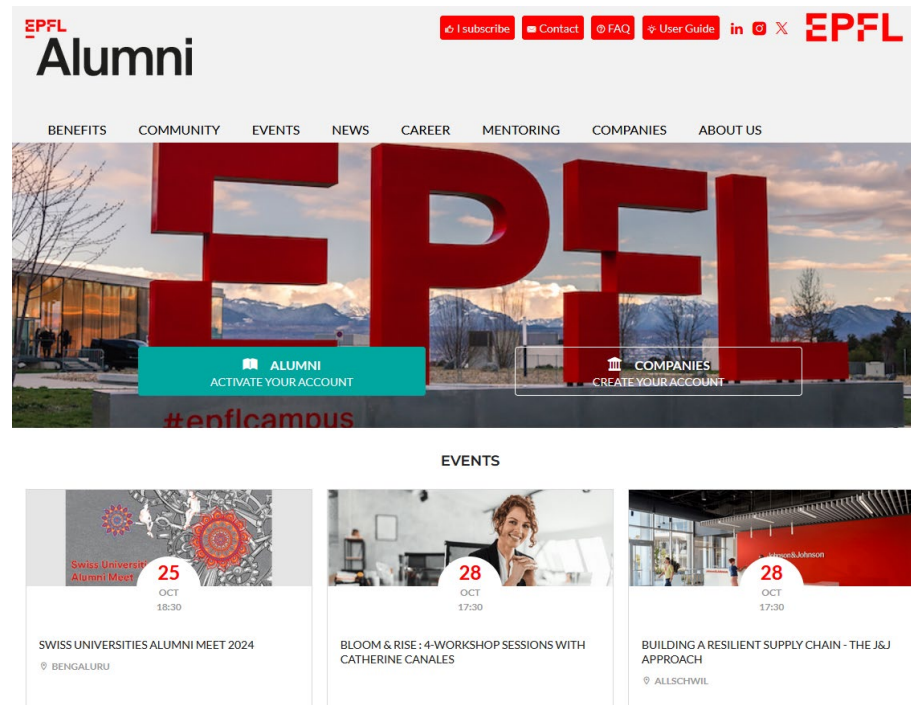 EPFL
Alumni
I subscribe
Contact
FAQ
User Guide
in
X
EPFL
BENEFITS
COMMUNITY
EVENTS
NEWS
CAREER
MENTORING
COMPANIES
ABOUT US
EPFL
ALUMNI
ACTIVATE YOUR ACCOUNT
COMPANIES
CREATE YOUR ACCOUNT
#epflcampus
EVENTS
Swiss Universiti
Alumni Meet
25
OCT
18:30
SWISS UNIVERSITIES ALUMNI MEET 2024
BENGALURU
28
OCT
17:30
BLOOM & RISE : 4-WORKSHOP SESSIONS WITH
CATHERINE CANALES
Johnson&Johnson
28
OCT
17:30
BUILDING A RESILIENT SUPPLY CHAIN - THE J&J
APPROACH
ALLSCHWIL